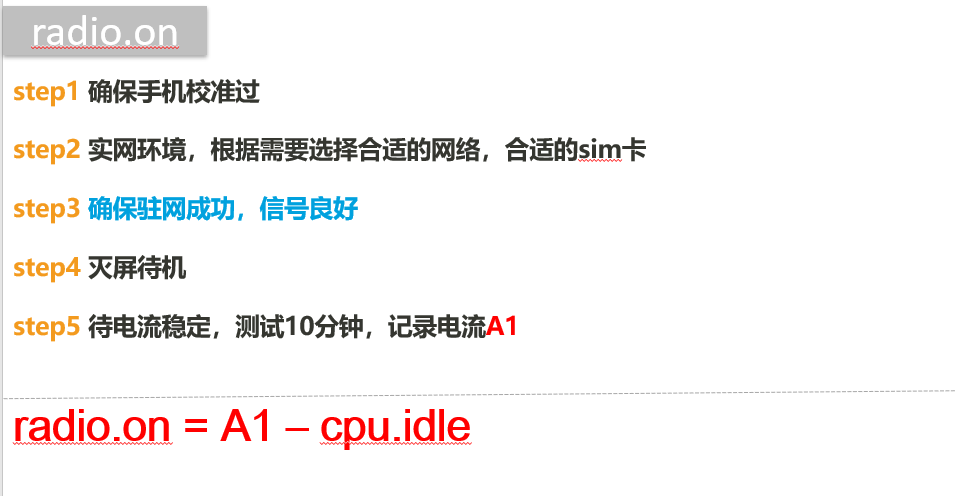 radio.on
step1 确保手机校准过
step2 实网环境，根据需要选择合适的网络，合适的sim卡
step3 确保驻网成功，信号良好
step4 灭屏待机
step5 待电流稳定，测试10分钟，记录电流A1
radio.on = A1 – cpu.idle